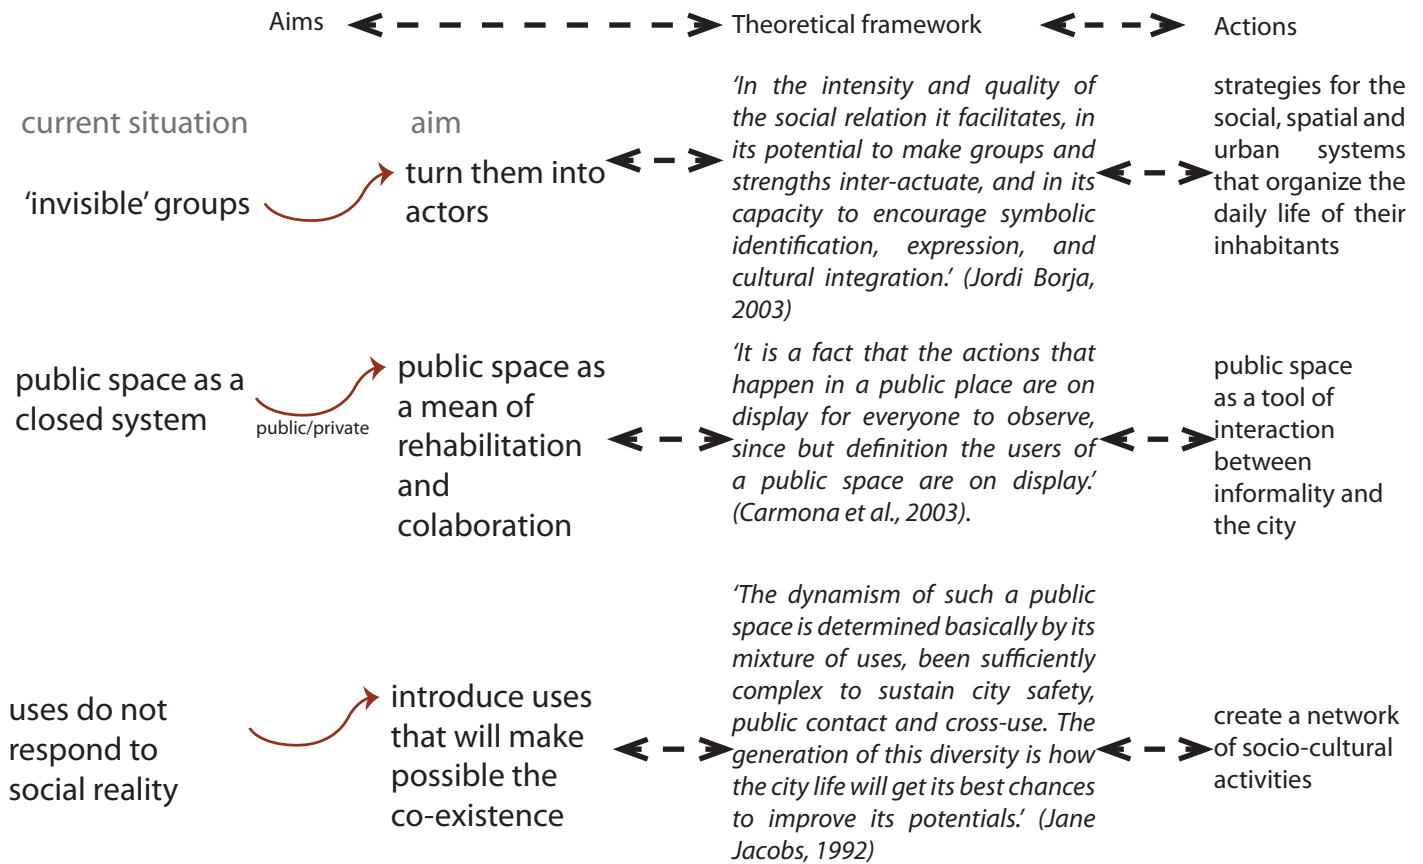 Aims
Theoretical framework
Actions
current situation
aim
'invisible' groups
turn them into
actors
'In the intensity and quality of
the social relation it facilitates, in
its potential to make groups and
strengths inter-actuate, and in its
capacity to encourage symbolic
identification, expression, and
cultural integration.' (Jordi Borja,
2003)
strategies for the
social, spatial and
urban systems
that organize the
daily life of their
inhabitants
public space as a
closed system
public/private
public space as
a mean of
rehabilitation
and
colaboration
'It is a fact that the actions that
happen in a public place are on
display for everyone to observe,
since but definition the users of
a public space are on display.'
(Carmona et al., 2003).
public space
as a tool of
interaction
between
informality and
the city
uses do not
respond to
social reality
introduce uses
that will make
possible the
co-existence
'The dynamism of such a public
space is determined basically by its
mixture of uses, been sufficiently
complex to sustain city safety,
public contact and cross-use. The
generation of this diversity is how
the city life will get its best chances
to improve its potentials.' (Jane
Jacobs, 1992)
create a network
of socio-cultural
activities